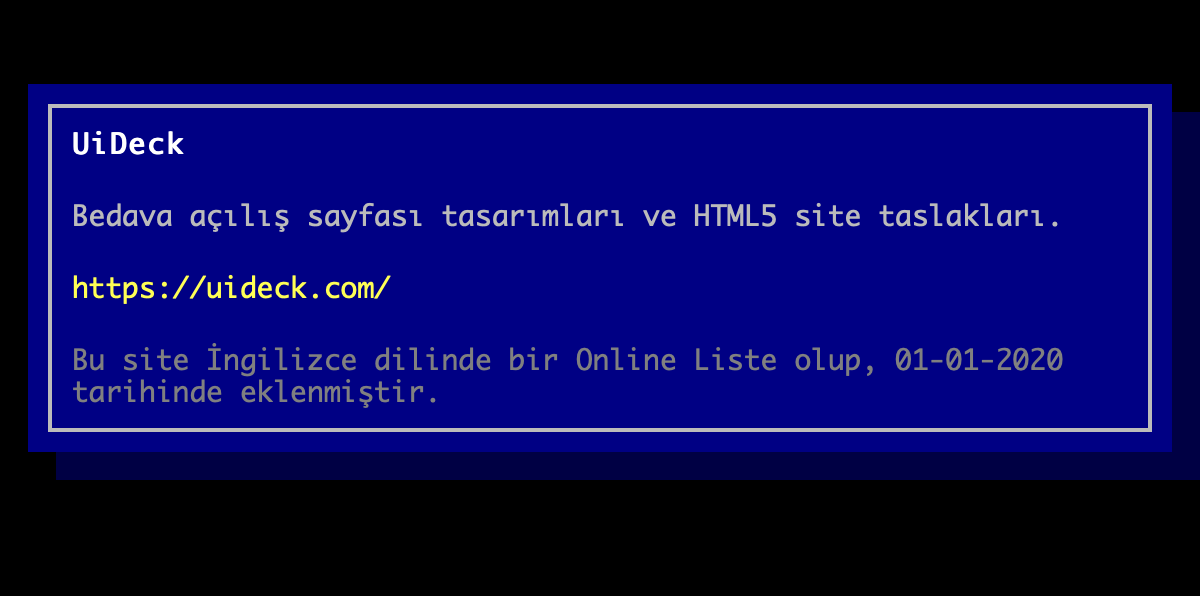 UiDeck
Bedava açılış sayfası tasarımları ve HTML5 site taslakları.
https://uideck.com/
Bu site İngilizce dilinde bir Online Liste olup, 01-01-2020
tarihinde eklenmiştir.